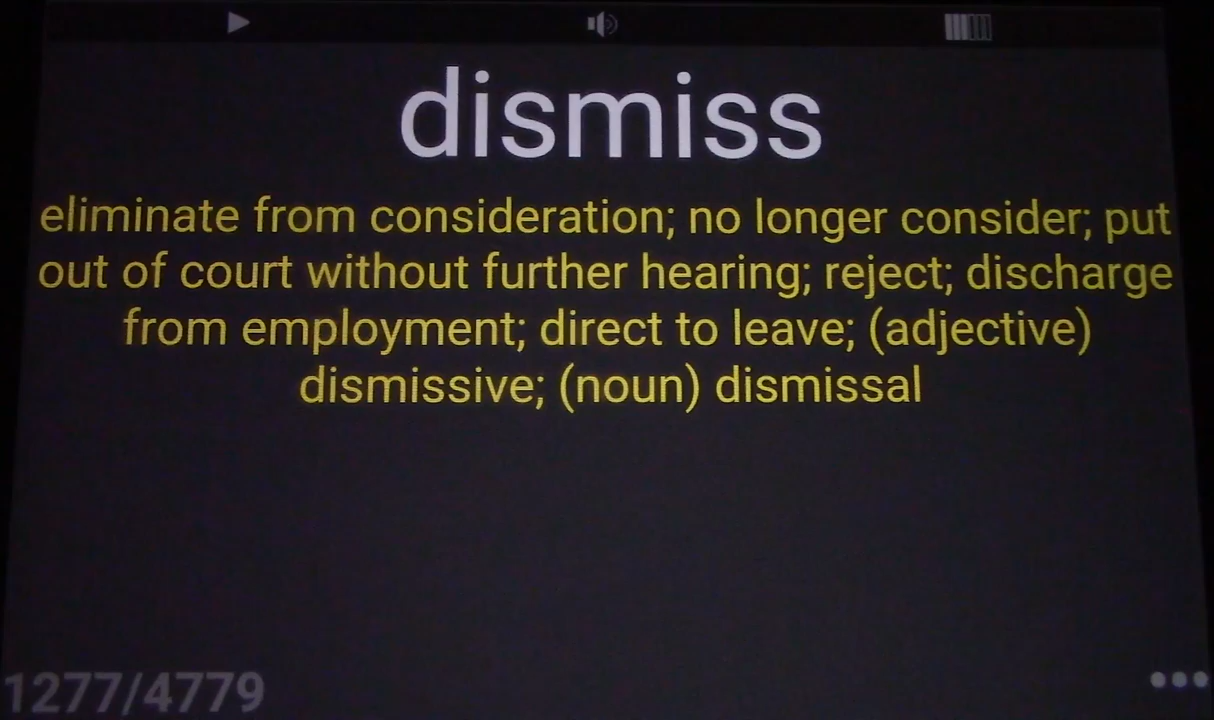 dismiss
eliminate from consideration; no longer consider; put
out of court without further hearing; reject; discharge
from employment; direct to leave; (adjective)
dismissive; (noun) dismissal
1277/4779